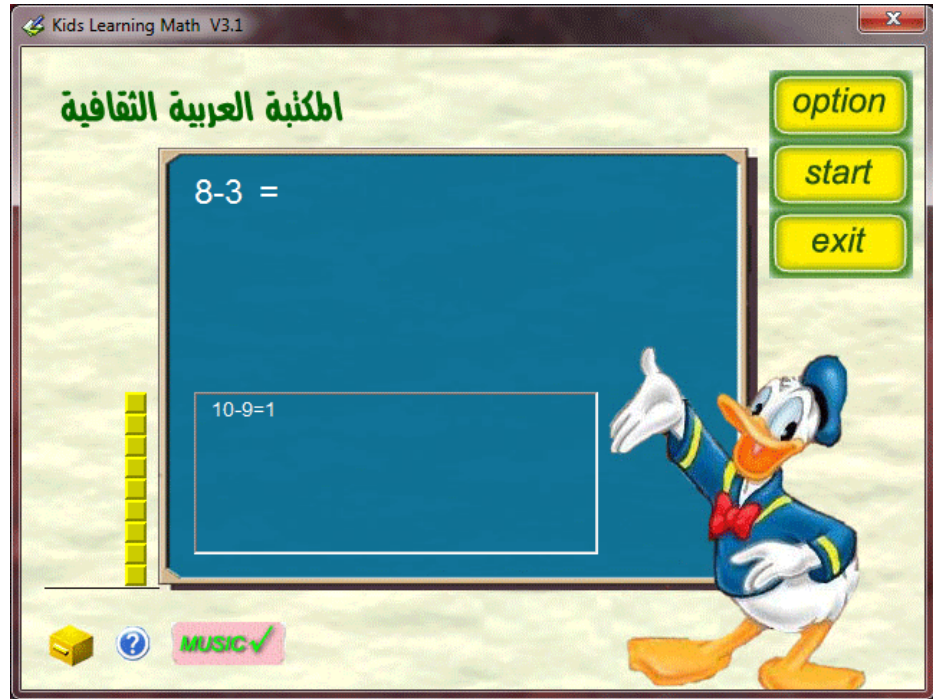 Kids Learning Math V3.1
المكتبة العربية الثقافية
option
start
exit
8-3 =
10-9=1
?
MUSIC✓